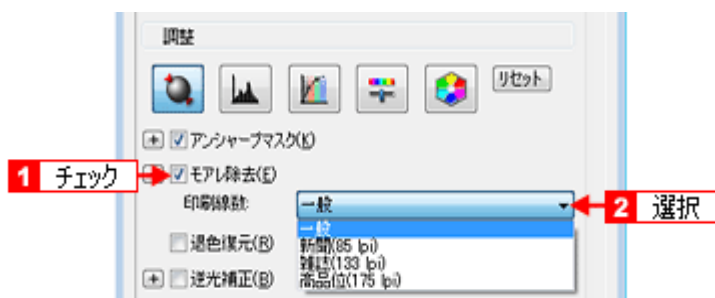 調整
リセット
アンシャープマスク(K)
1 チェック
モアレ除去(E)
印刷線数:
一般
2 選択
一般
新聞(85 lpi)
雑誌(133 lpi)
高品位(175 lpi)
退色復元(R)
逆光補正(B)